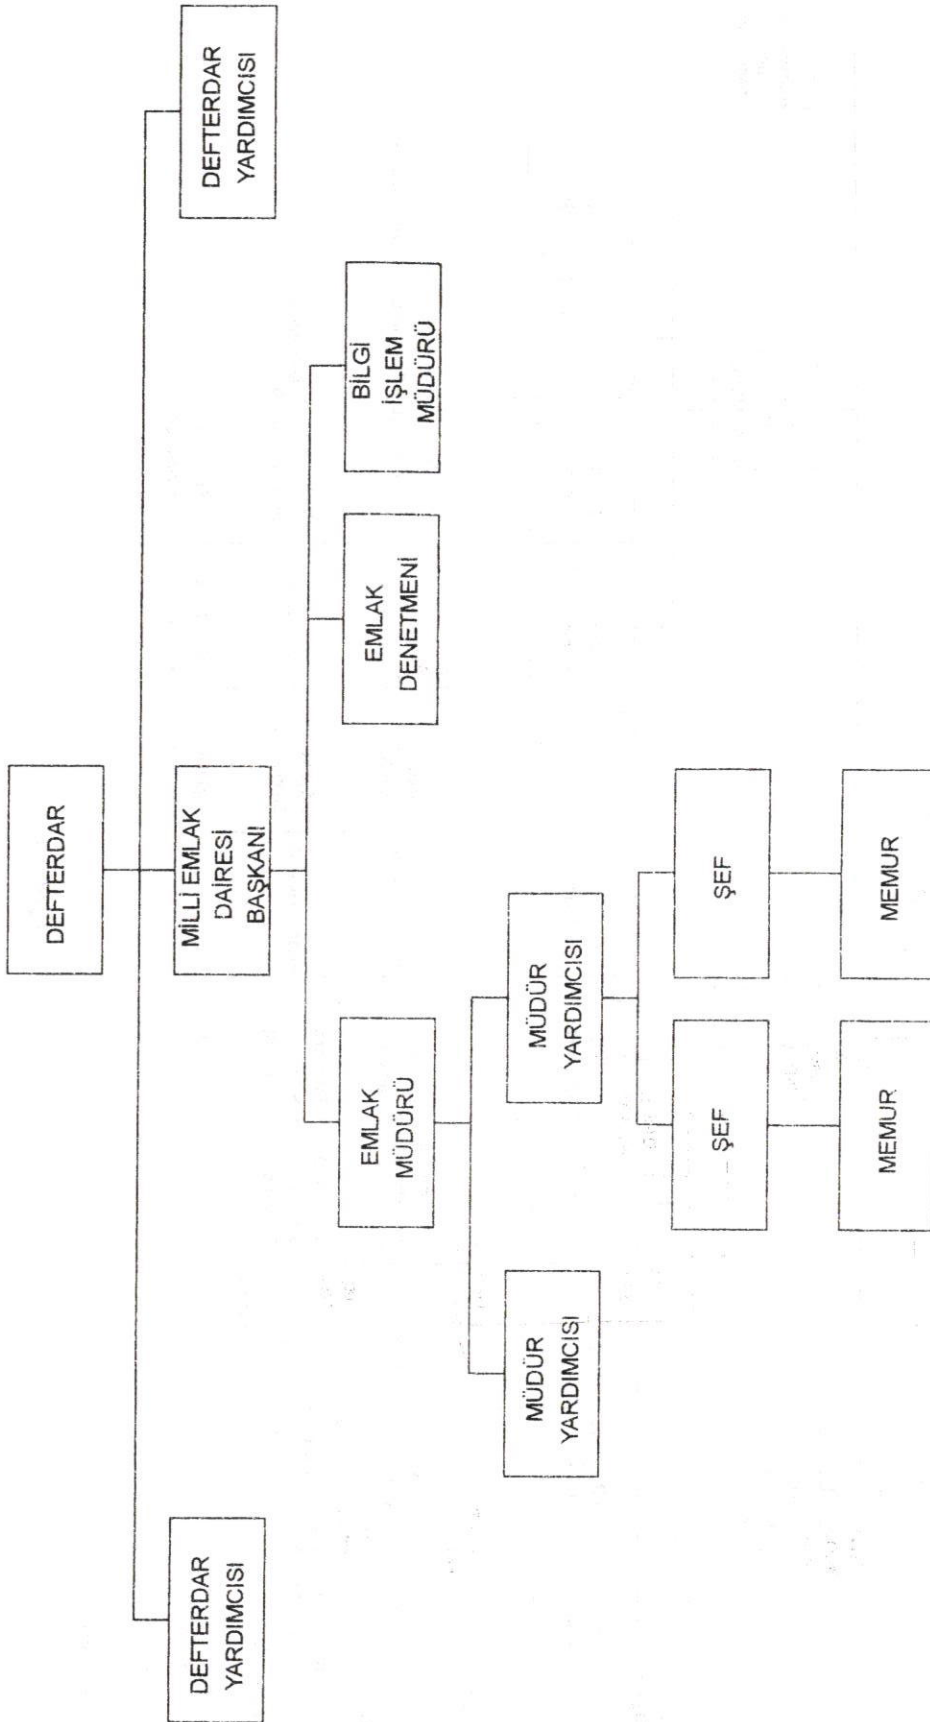 DEFTERDAR
DEFTERDAR
YARDIMCISI
MİLLİ EMLAK
DAİRESİ
BAŞKANI
DEFTERDAR
YARDIMCISI
EMLAK
MÜDÜRÜ
EMLAK
DENETMENİ
BİLGİ
İŞLEM
MÜDÜRÜ
MÜDÜR
YARDIMCISI
MÜDÜR
YARDIMCISI
ŞEF
ŞEF
MEMUR
MEMUR